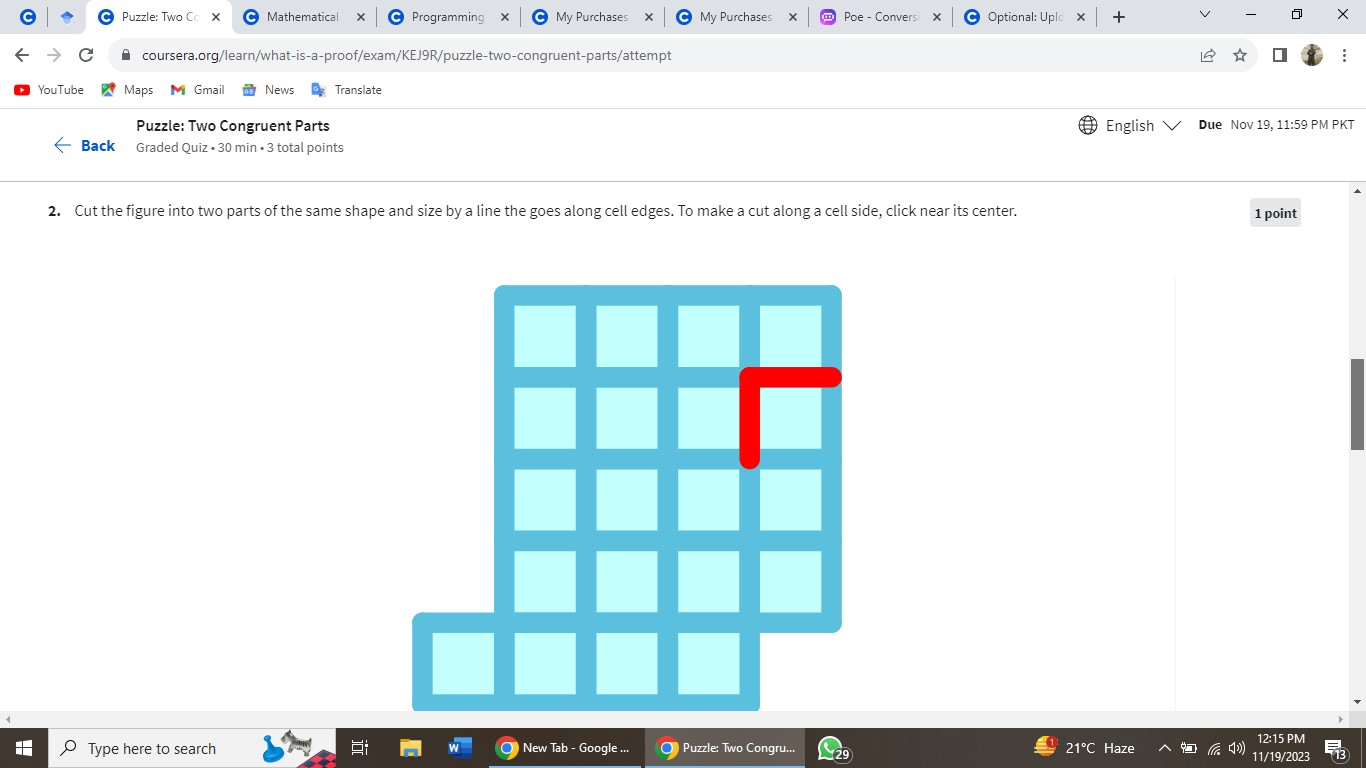 Puzzle: Two Co
Mathematical
Programming
My Purchases
My Purchases
Poe - Convers
Optional: Uplo
coursera.org/learn/what-is-a-proof/exam/KEJ9R/puzzle-two-congruent-parts/attempt
YouTube Maps Gmail News Translate
Back
Puzzle: Two Congruent Parts
Graded Quiz • 30 min • 3 total points
English
Due Nov 19, 11:59 PM PKT
2. Cut the figure into two parts of the same shape and size by a line the goes along cell edges. To make a cut along a cell side, click near its center.
1 point
Type here to search
New Tab - Google ...
Puzzle: Two Congru...
29
1
21°C Haze
12:15 PM
11/19/2023
13